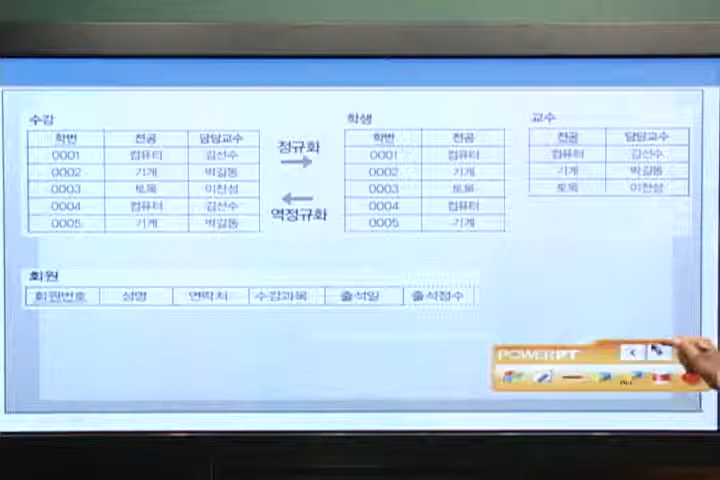 수강
학번 전공 담당교수
0001 컴퓨터 김선수
0002 기계 박길동
0003 토목 이찬성
0004 컴퓨터 김선수
0005 기계 박길동
정규화
역정규화
학생
학번 전공
0001 컴퓨터
0002 기계
0003 토목
0004 컴퓨터
0005 기계
교수
전공 담당교수
컴퓨터 김선수
기계 박길동
토목 이찬성
회원
회원번호 성명 연락처 수강과목 출석일 출석점수
POWERPT